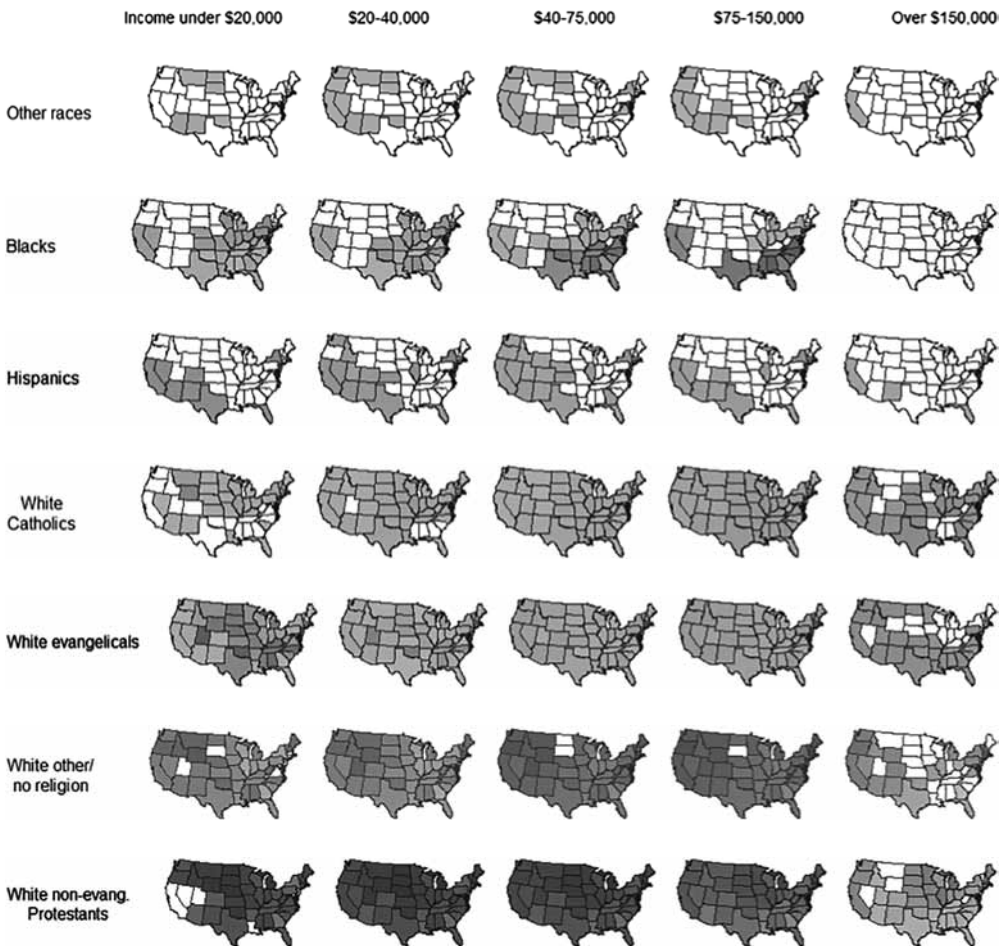 Income under $20,000 $20-40,000 $40-75,000 $75-150,000 Over $150,000
Other races
Blacks
Hispanics
White
Catholics
White evangelicals
White other/
no religion
White non-evang.
Protestants